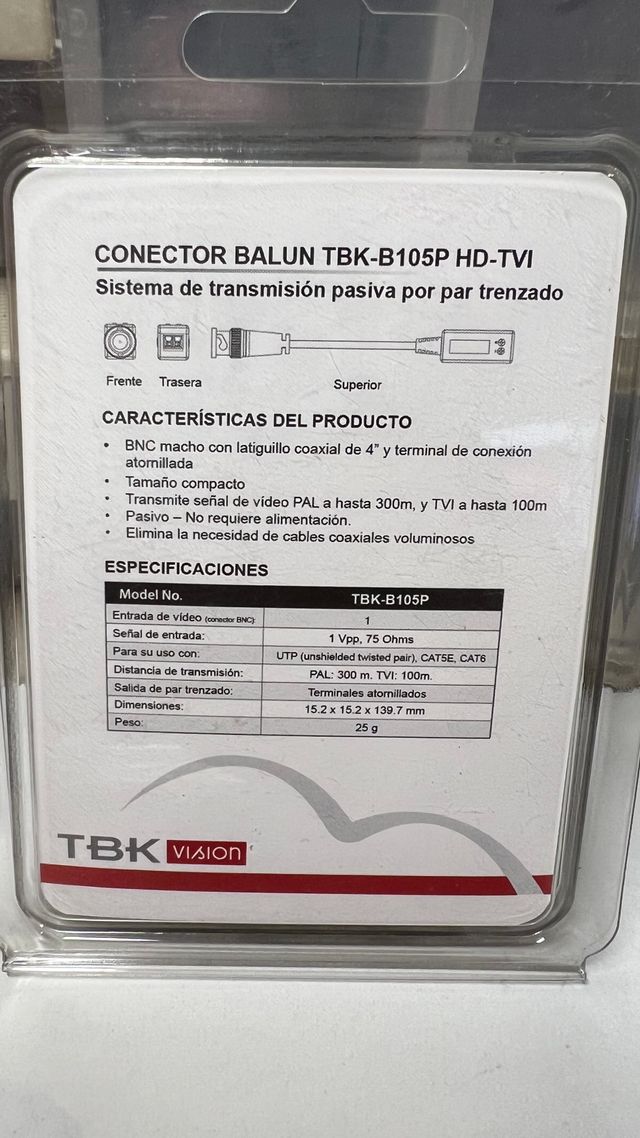 CONECTOR BALUN TBK-B105P HD-TVI
Sistema de transmisión pasiva por par trenzado
Frente Trasera Superior
CARACTERÍSTICAS DEL PRODUCTO
• BNC macho con latiguillo coaxial de 4” y terminal de conexión
atornillada
• Tamaño compacto
• Transmite señal de vídeo PAL a hasta 300m, y TVI a hasta 100m
• Pasivo – No requiere alimentación.
• Elimina la necesidad de cables coaxiales voluminosos
ESPECIFICACIONES
Model No. TBK-B105P
Entrada de vídeo (conector BNC): 1
Señal de entrada: 1 Vpp, 75 Ohms
Para su uso con: UTP (unshielded twisted pair), CAT5E, CAT6
Distancia de transmisión: PAL: 300 m. TVI: 100m.
Salida de par trenzado: Terminales atornillados
Dimensiones: 15.2 x 15.2 x 139.7 mm
Peso: 25 g
TBK VISION